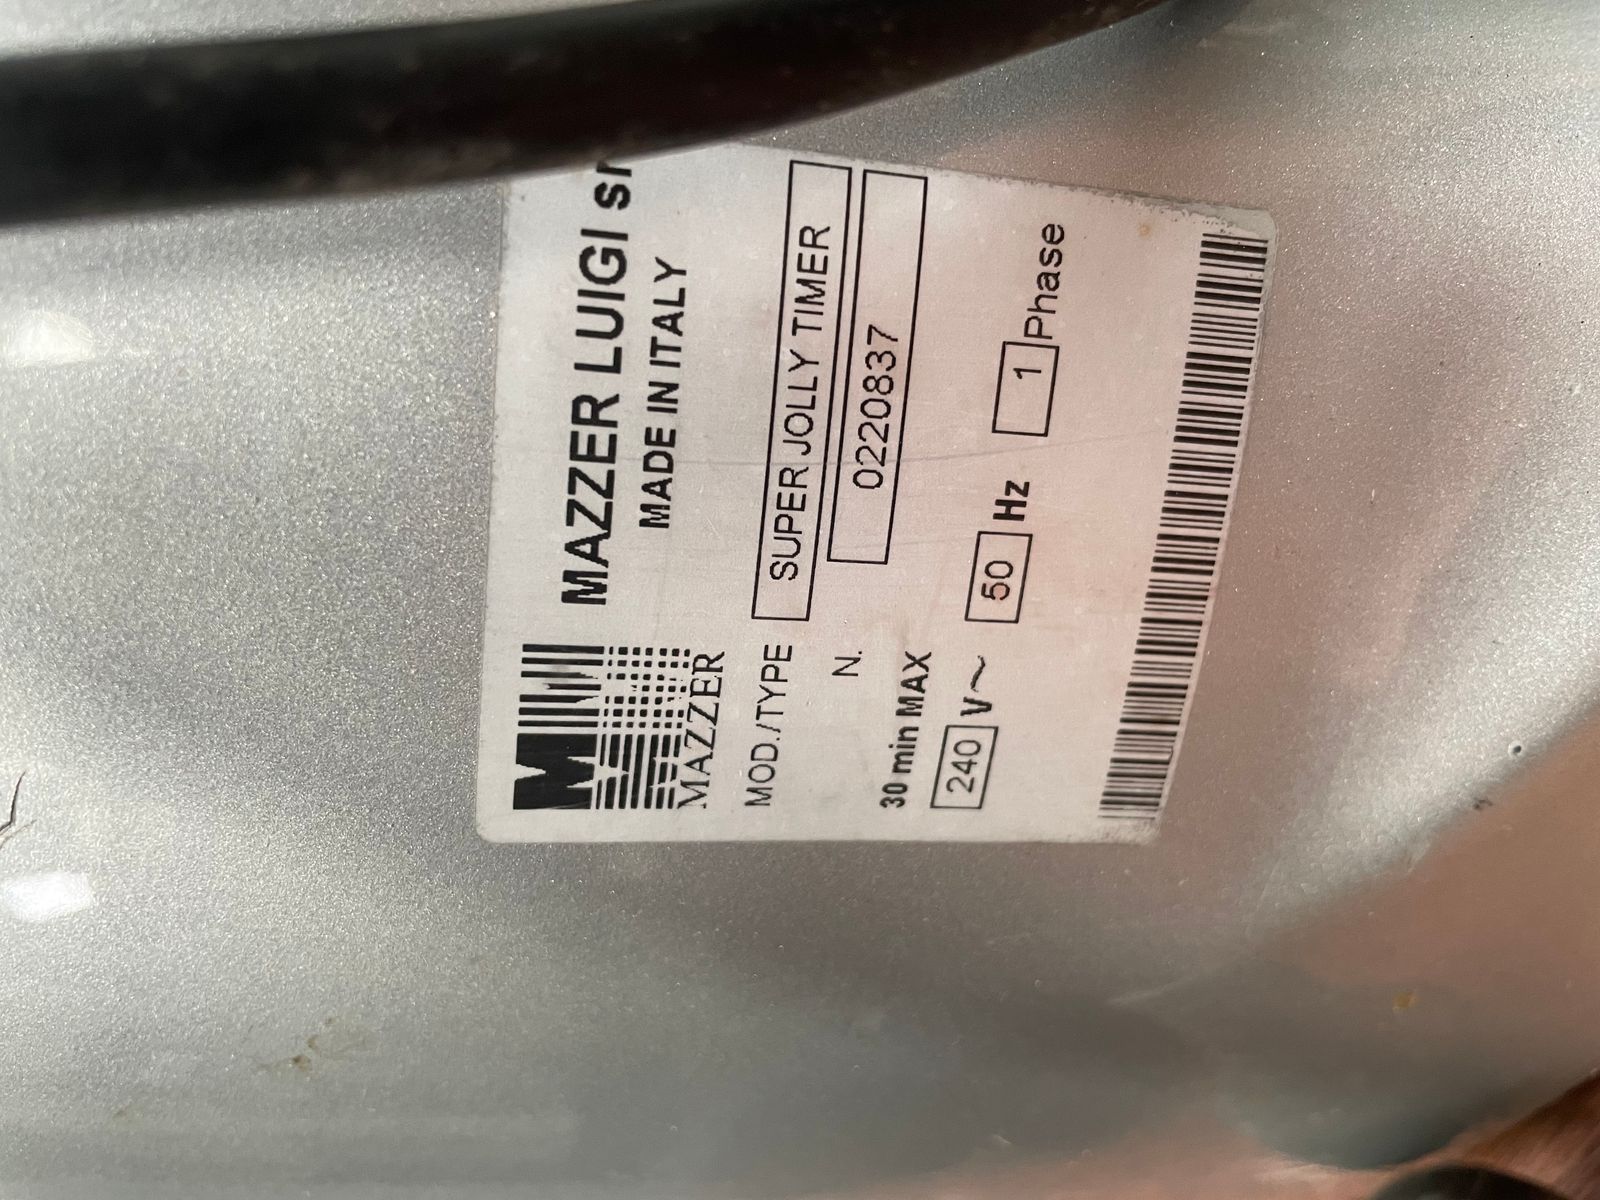 MAZZER LUIGI sr
MADE IN ITALY
MAZZER
MOD./TYPE SUPER JOLLY TIMER
N. 0220837
30 min MAX
240 V~ 50 Hz 1 Phase